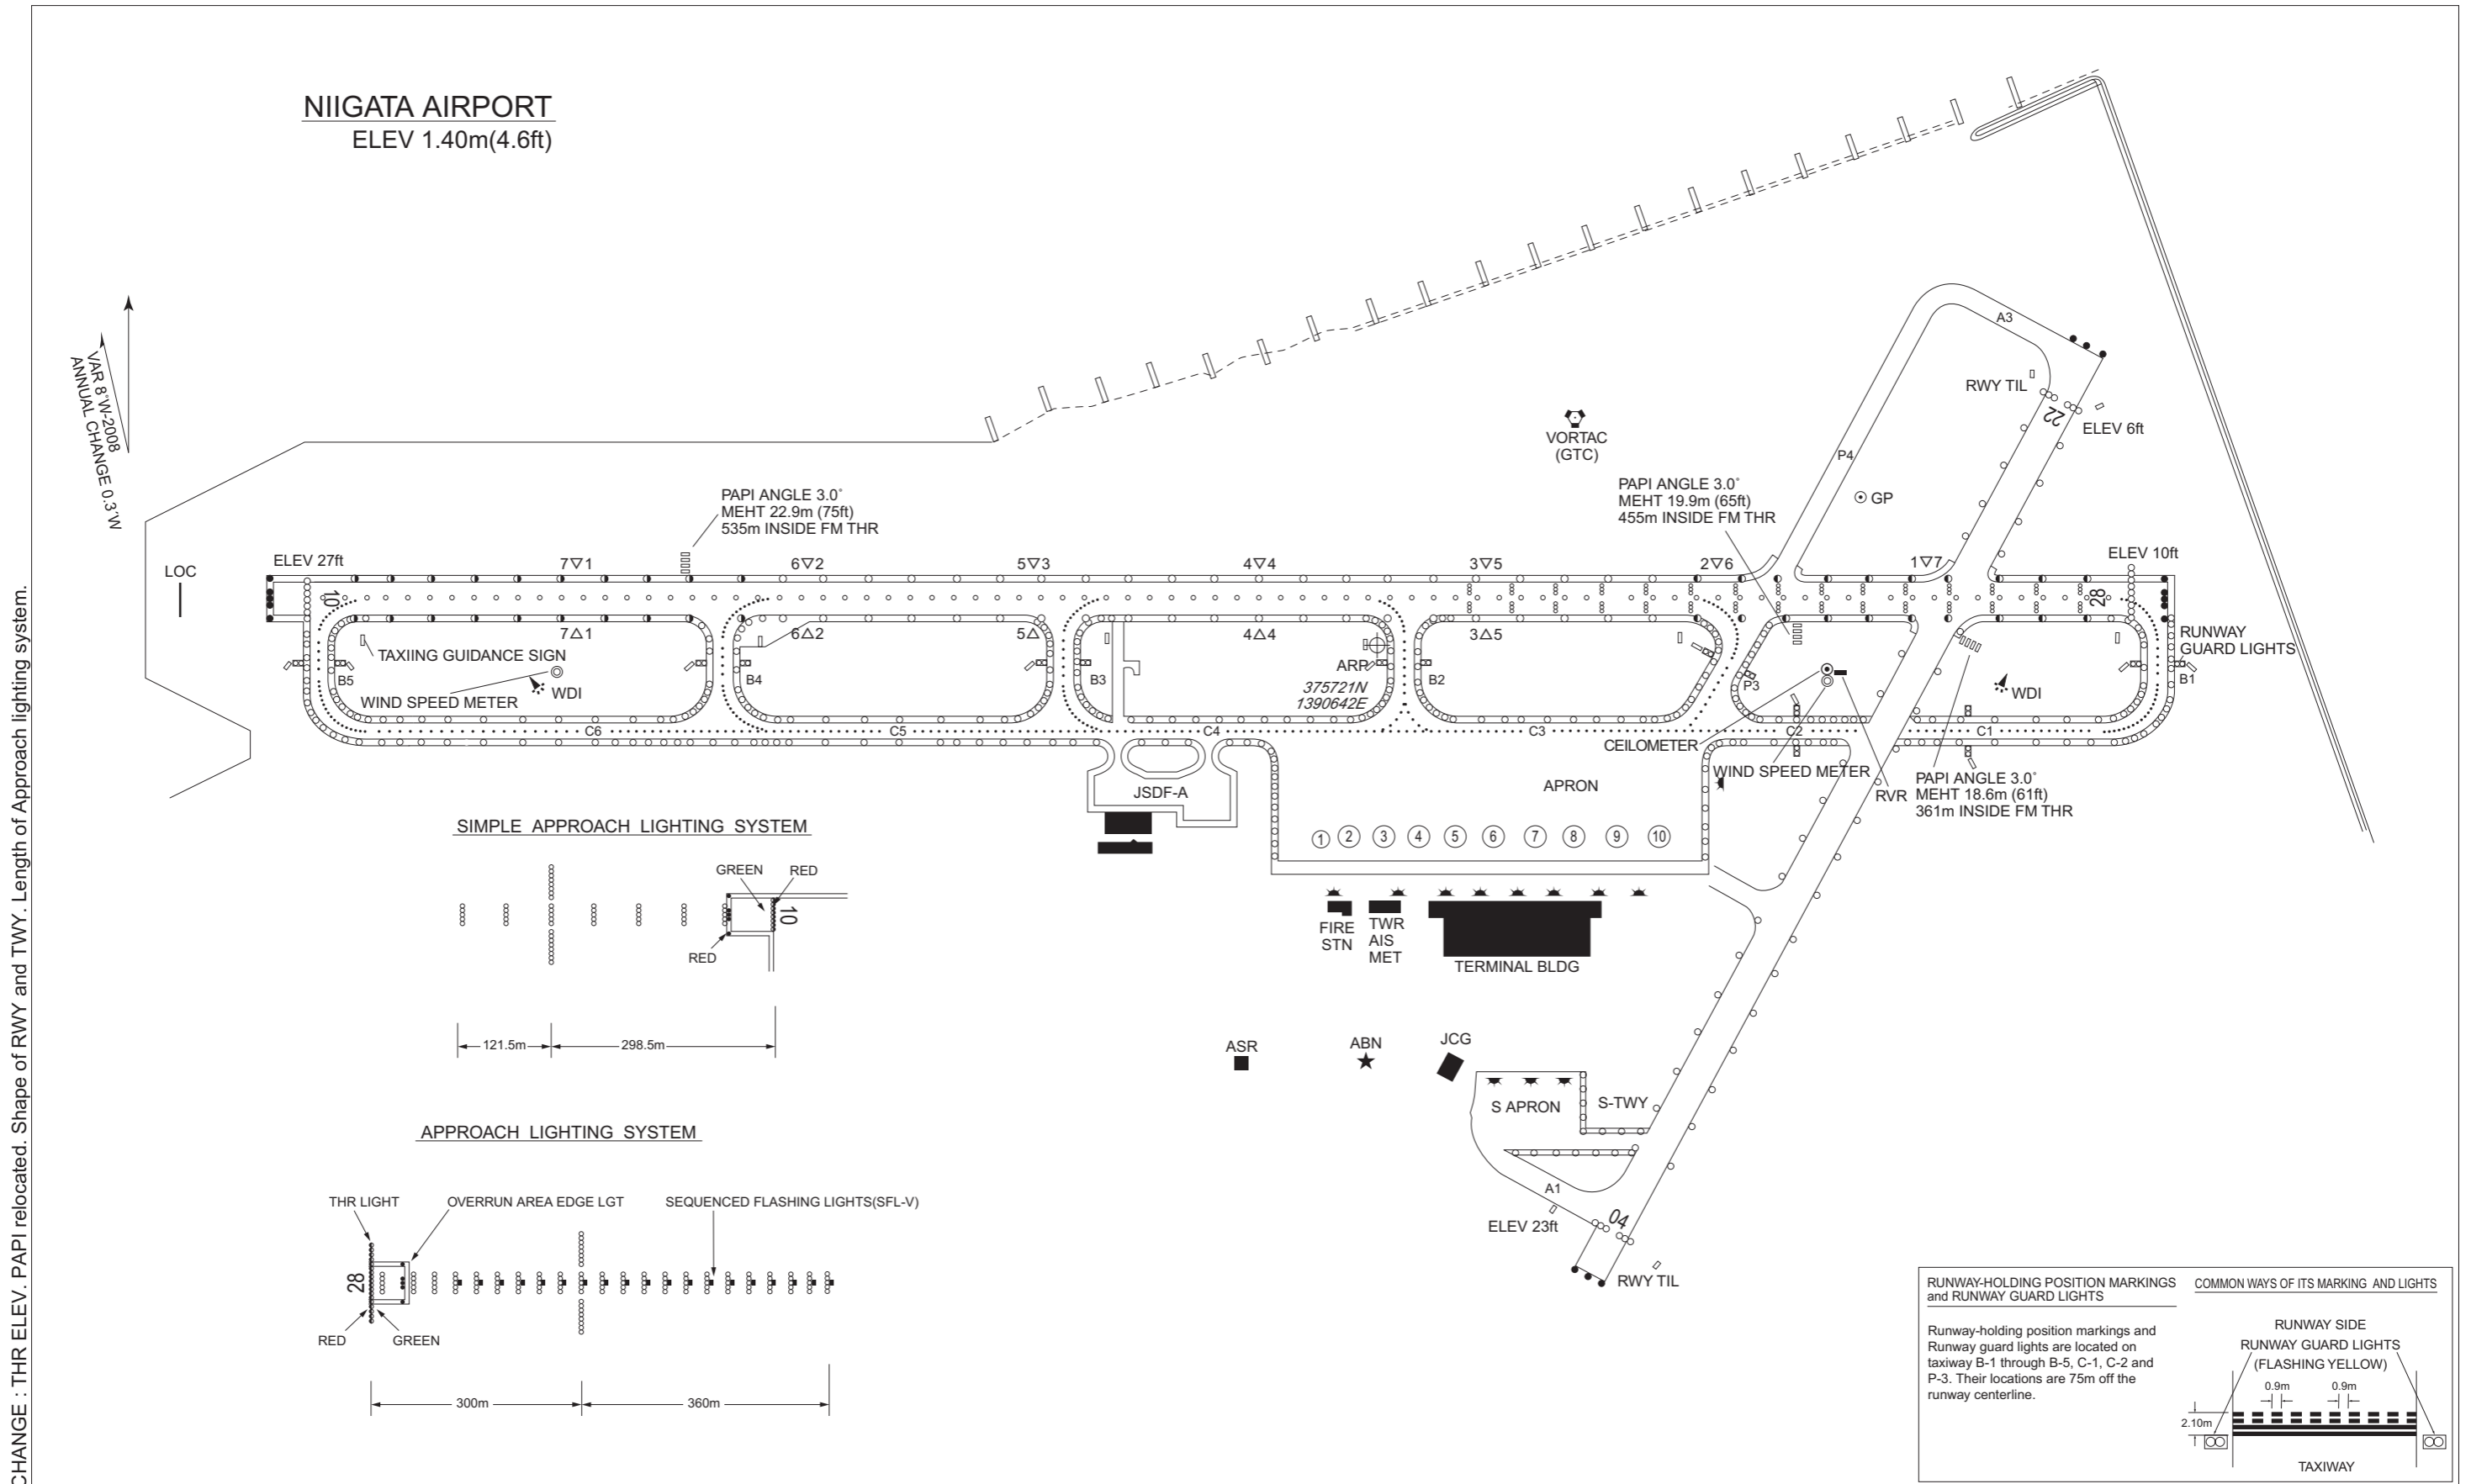 NIIGATA AIRPORT
ELEV 1.40m(4.6ft)
VAR 8°W-2008
ANNUAL CHANGE 0.3'W
CHANGE : THR ELEV. PAPI relocated. Shape of RWY and TWY. Length of Approach lighting system.
A3
RWY TIL
22
ELEV 6ft
VORTAC
(GTC)
P4
GP
PAPI ANGLE 3.0°
MEHT 22.9m (75ft)
535m INSIDE FM THR
PAPI ANGLE 3.0°
MEHT 19.9m (65ft)
455m INSIDE FM THR
LOC
ELEV 27ft
7▽1
6▽2
5▽3
4▽4
3▽5
2▽6
1▽7
ELEV 10ft
10
28
7△1
6△2
5△
4△4
3△5
TAXIING GUIDANCE SIGN
RUNWAY
GUARD LIGHTS
ARP
375721N
1390642E
B5
B4
B3
B2
P3
B1
WIND SPEED METER
WDI
WDI
C6
C5
C4
C3
C2
C1
CEILOMETER
WIND SPEED METER
RVR
PAPI ANGLE 3.0°
MEHT 18.6m (61ft)
361m INSIDE FM THR
JSDF-A
APRON
1 2 3 4 5 6 7 8 9 10
FIRE
STN
TWR
AIS
MET
TERMINAL BLDG
SIMPLE APPROACH LIGHTING SYSTEM
GREEN
RED
10
RED
121.5m
298.5m
ASR
ABN
JCG
S APRON
S-TWY
A1
ELEV 23ft
04
RWY TIL
APPROACH LIGHTING SYSTEM
THR LIGHT
OVERRUN AREA EDGE LGT
SEQUENCED FLASHING LIGHTS(SFL-V)
28
RED
GREEN
300m
360m
RUNWAY-HOLDING POSITION MARKINGS
and RUNWAY GUARD LIGHTS
Runway-holding position markings and
Runway guard lights are located on
taxiway B-1 through B-5, C-1, C-2 and
P-3. Their locations are 75m off the
runway centerline.
COMMON WAYS OF ITS MARKING AND LIGHTS
RUNWAY SIDE
RUNWAY GUARD LIGHTS
(FLASHING YELLOW)
0.9m
0.9m
2.10m
TAXIWAY